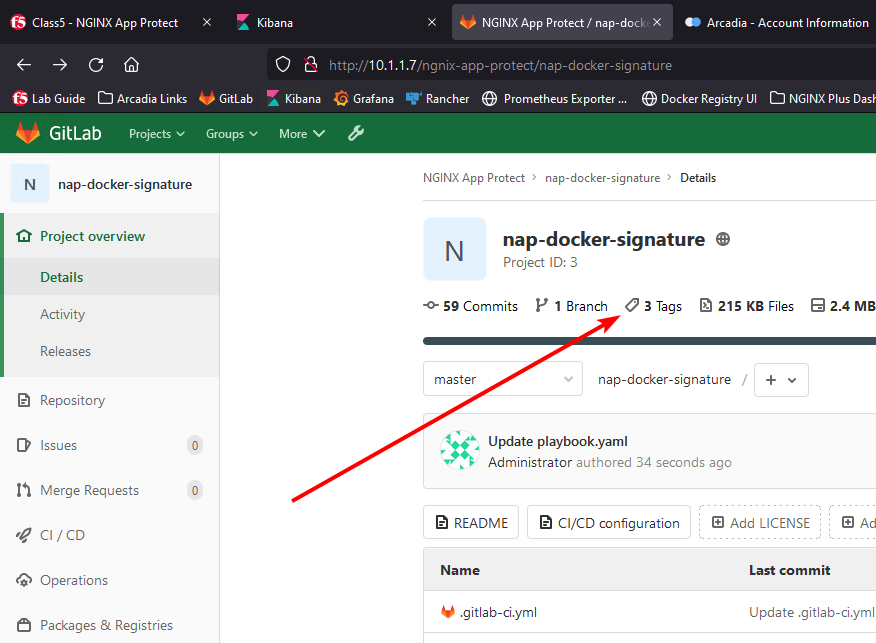 Class5 - NGINX App Protect
Kibana
NGINX App Protect / nap-docke
Arcadia - Account Information
http://10.1.1.7/ngnix-app-protect/nap-docker-signature
Lab Guide Arcadia Links GitLab Kibana Grafana Rancher Prometheus Exporter ... Docker Registry UI NGINX Plus Dash
GitLab Projects Groups More
N nap-docker-signature
Project overview
Details
Activity
Releases
Repository
Issues 0
Merge Requests 0
CI / CD
Operations
Packages & Registries
NGINX App Protect > nap-docker-signature > Details
N
nap-docker-signature
Project ID: 3
59 Commits 1 Branch 3 Tags 215 KB Files 2.4 MB
master nap-docker-signature / +
Update playbook.yaml
Administrator authored 34 seconds ago
README CI/CD configuration Add LICENSE Ad
Name Last commit
.gitlab-ci.yml Update .gitlab-ci.yml